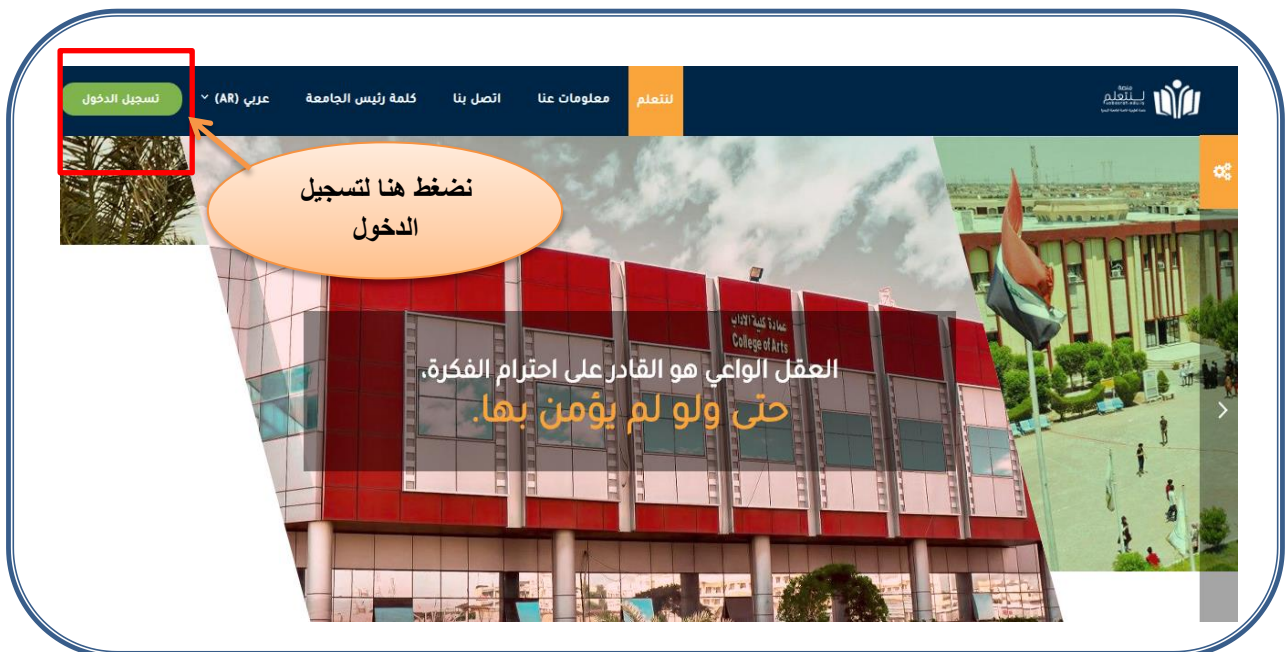 منصة
لنتعلم
لنتعلم
معلومات عنا
اتصل بنا
كلمة رئيس الجامعة
عربي (AR)
تسجيل الدخول
نضغط هنا لتسجيل
الدخول
عمادة كلية الاداب
College of Arts
العقل الواعي هو القادر على احترام الفكرة،
حتى ولو لم يؤمن بها.